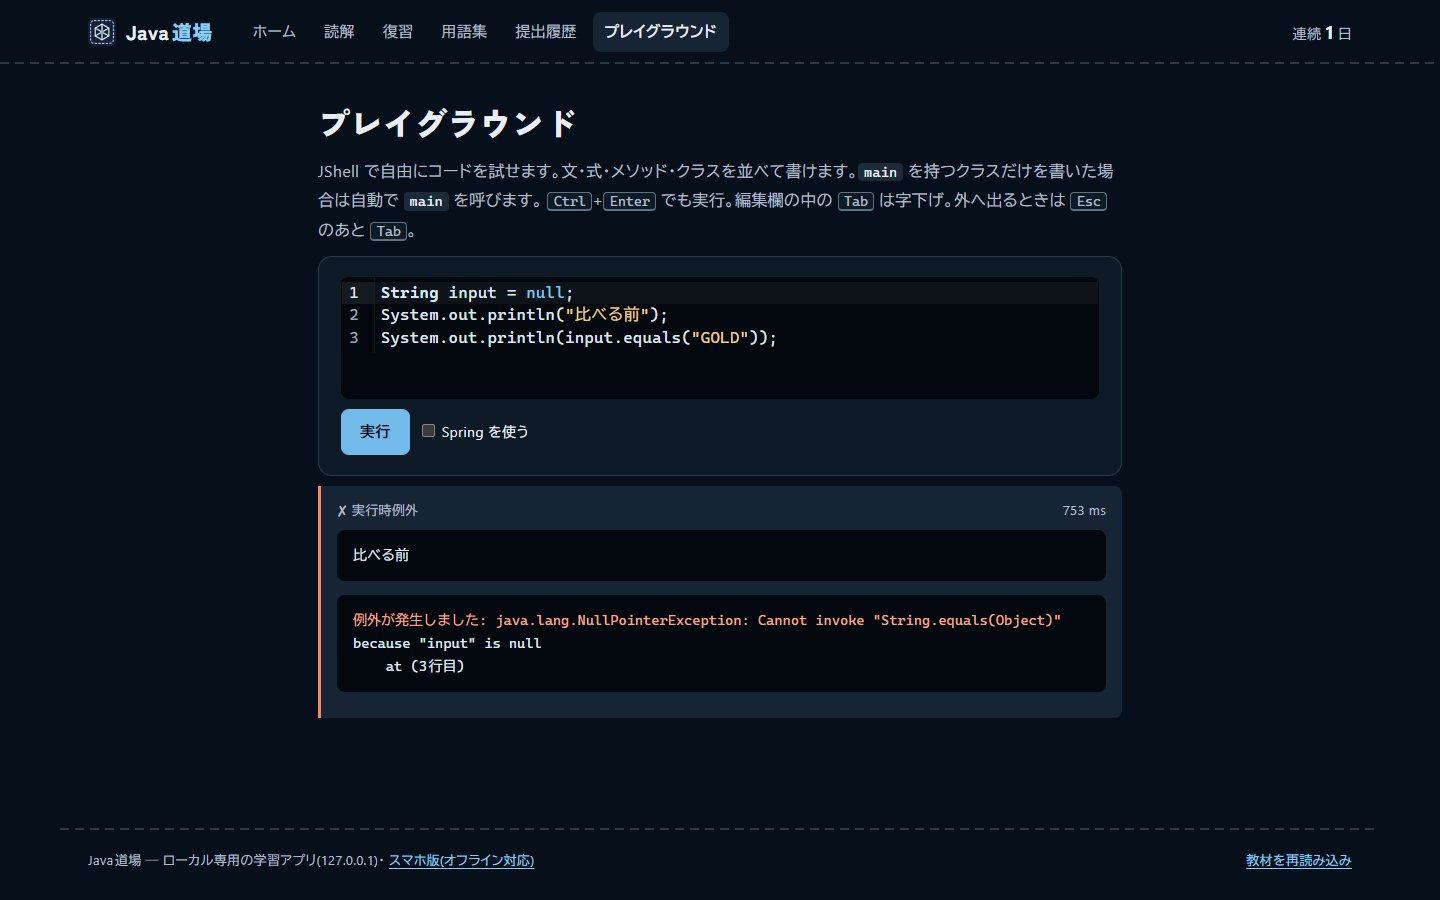 Java道場
ホーム 読解 復習 用語集 提出履歴 プレイグラウンド
連続 1 日
プレイグラウンド
JShell で自由にコードを試せます。文・式・メソッド・クラスを並べて書けます。 main を持つクラスだけを書いた場
合は自動で main を呼びます。 Ctrl+Enter でも実行。編集欄の中の Tab は字下げ。外へ出るときは Esc
のあと Tab。
1 String input = null;
2 System.out.println("比べる前");
3 System.out.println(input.equals("GOLD"));
実行 Spring を使う
✗ 実行時例外 753 ms
比べる前
例外が発生しました: java.lang.NullPointerException: Cannot invoke "String.equals(Object)"
because "input" is null
at (3行目)
Java道場 — ローカル専用の学習アプリ(127.0.0.1)・ スマホ版(オフライン対応)
教材を再読み込み